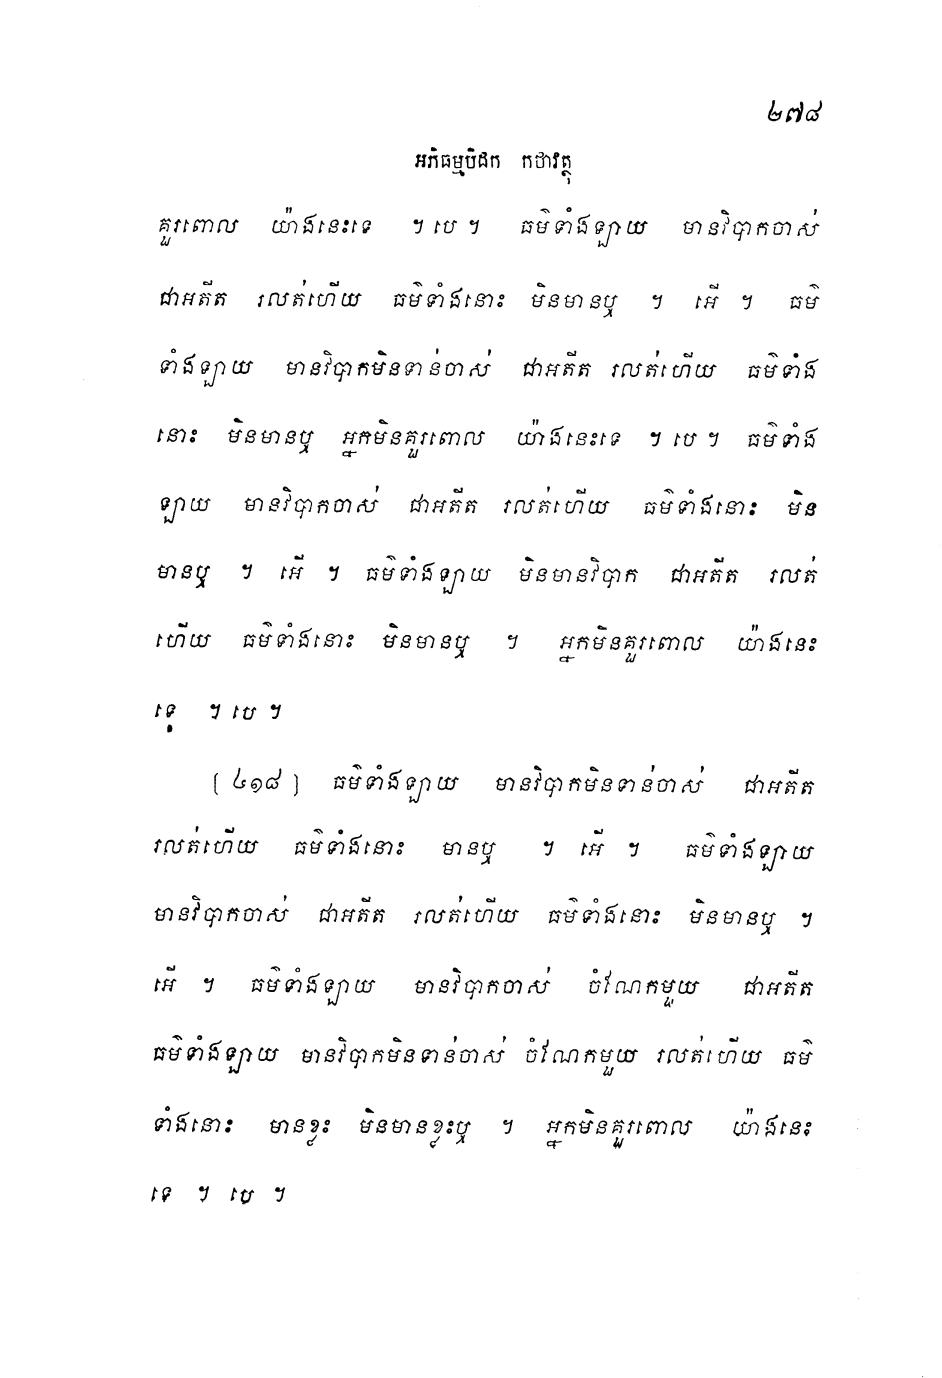 ២៧៨
អភិធម្មបិដក កថាវត្ថុ
គួរពោល យ៉ាងនេះទេ ។ បេ ។ ធម៌ទាំងឡាយ មានវិបាកចាស់
ជាអតីត រលត់ហើយ ធម៌ទាំងនោះ មិនមានឬ ។ អើ ។ ធម៌
ទាំងឡាយ មានវិបាកមិនទាន់ចាស់ ជាអតីត រលត់ហើយ ធម៌ទាំង
នោះ មិនមានឬ អ្នកមិនគួរពោល យ៉ាងនេះទេ ។ បេ ។ ធម៌ទាំង
ឡាយ មានវិបាកចាស់ ជាអតីត រលត់ហើយ ធម៌ទាំងនោះ មិន
មានឬ ។ អើ ។ ធម៌ទាំងឡាយ មិនមានវិបាក ជាអតីត រលត់
ហើយ ធម៌ទាំងនោះ មិនមានឬ ។ អ្នកមិនគួរពោល យ៉ាងនេះ
ទេ ។ បេ ។
[ ៤១៨ ] ធម៌ទាំងឡាយ មានវិបាកមិនទាន់ចាស់ ជាអតីត
រលត់ហើយ ធម៌ទាំងនោះ មានឬ ។ អើ ។ ធម៌ទាំងឡាយ
មានវិបាកចាស់ ជាអតីត រលត់ហើយ ធម៌ទាំងនោះ មិនមានឬ ។
អើ ។ ធម៌ទាំងឡាយ មានវិបាកចាស់ ចំណែកមួយ ជាអតីត
ធម៌ទាំងឡាយ មានវិបាកមិនទាន់ចាស់ ចំណែកមួយ រលត់ហើយ ធម៌
ទាំងនោះ មានខ្លះ មិនមានខ្លះឬ ។ អ្នកមិនគួរពោល យ៉ាងនេះ
ទេ ។ បេ ។